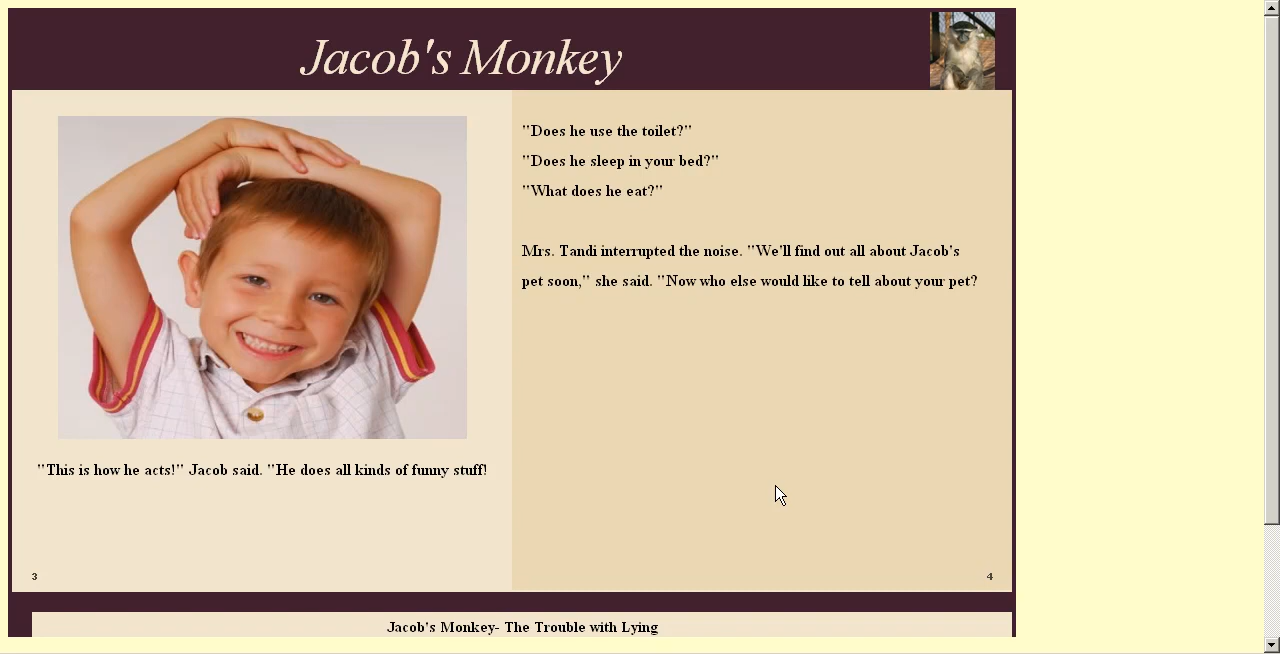 Jacob's Monkey
"This is how he acts!" Jacob said. "He does all kinds of funny stuff!
3
"Does he use the toilet?"
"Does he sleep in your bed?"
"What does he eat?"
Mrs. Tandi interrupted the noise. "We'll find out all about Jacob's
pet soon," she said. "Now who else would like to tell about your pet?
4
Jacob's Monkey- The Trouble with Lying